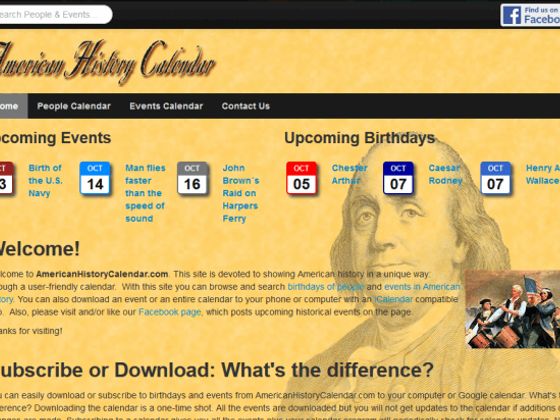 earch People & Events...
Find us on
Facebo
American History Calendar
ome People Calendar Events Calendar Contact Us
pcoming Events
Upcoming Birthdays
OCT
3
Birth of
the U.S.
Navy
OCT
14
Man flies
faster
than the
speed of
sound
OCT
16
John
Brown´s
Raid on
Harpers
Ferry
OCT
05
Chester
Arthur
OCT
07
Caesar
Rodney
OCT
07
Henry A
Wallace
Welcome!
elcome to AmericanHistoryCalendar.com. This site is devoted to showing American history in a unique way:
ough a user-friendly calendar. With this site you can browse and search birthdays of people and events in American
tory. You can also download an event or an entire calendar to your phone or computer with an iCalendar compatible
p. Also, please visit and/or like our Facebook page, which posts upcoming historical events on the page.
anks for visiting!
ubscribe or Download: What's the difference?
u can easily download or subscribe to birthdays and events from AmericanHistoryCalendar.com to your computer or Google calendar. What's
ference? Downloading the calendar is a one-time shot. All the events are downloaded but you will not get updates to the calendar if addition